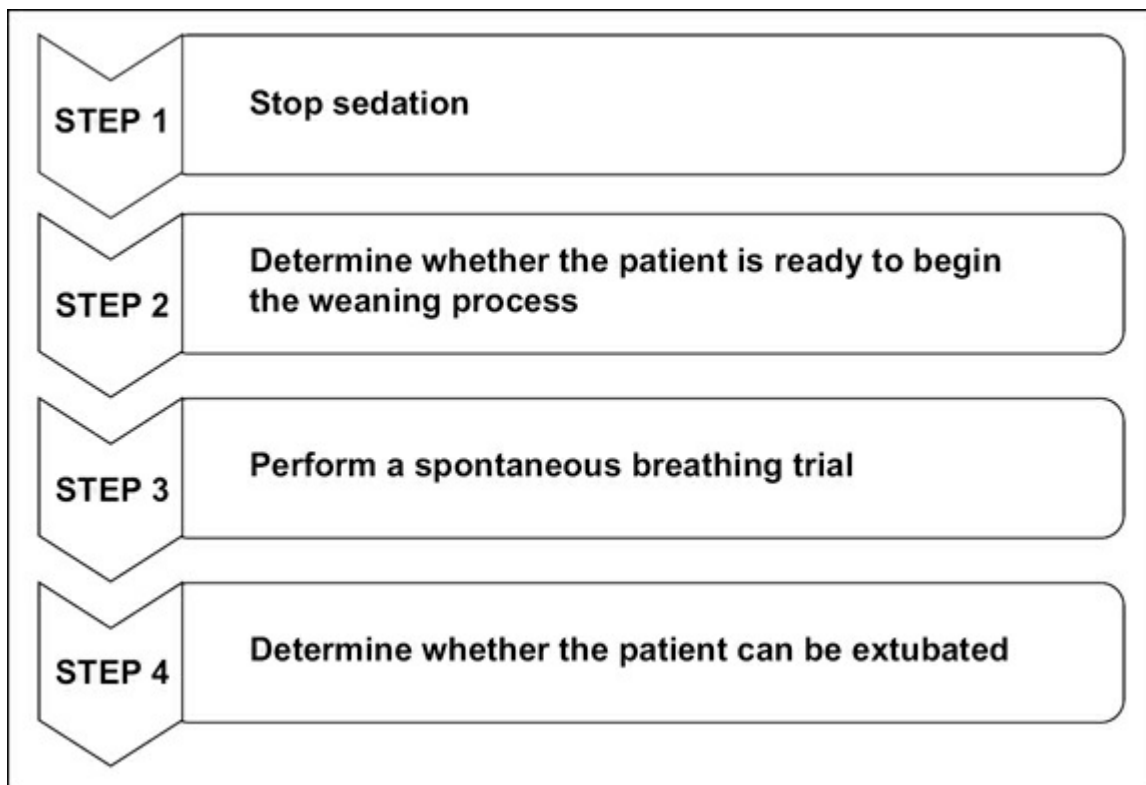 STEP 1
Stop sedation
STEP 2
Determine whether the patient is ready to begin
the weaning process
STEP 3
Perform a spontaneous breathing trial
STEP 4
Determine whether the patient can be extubated